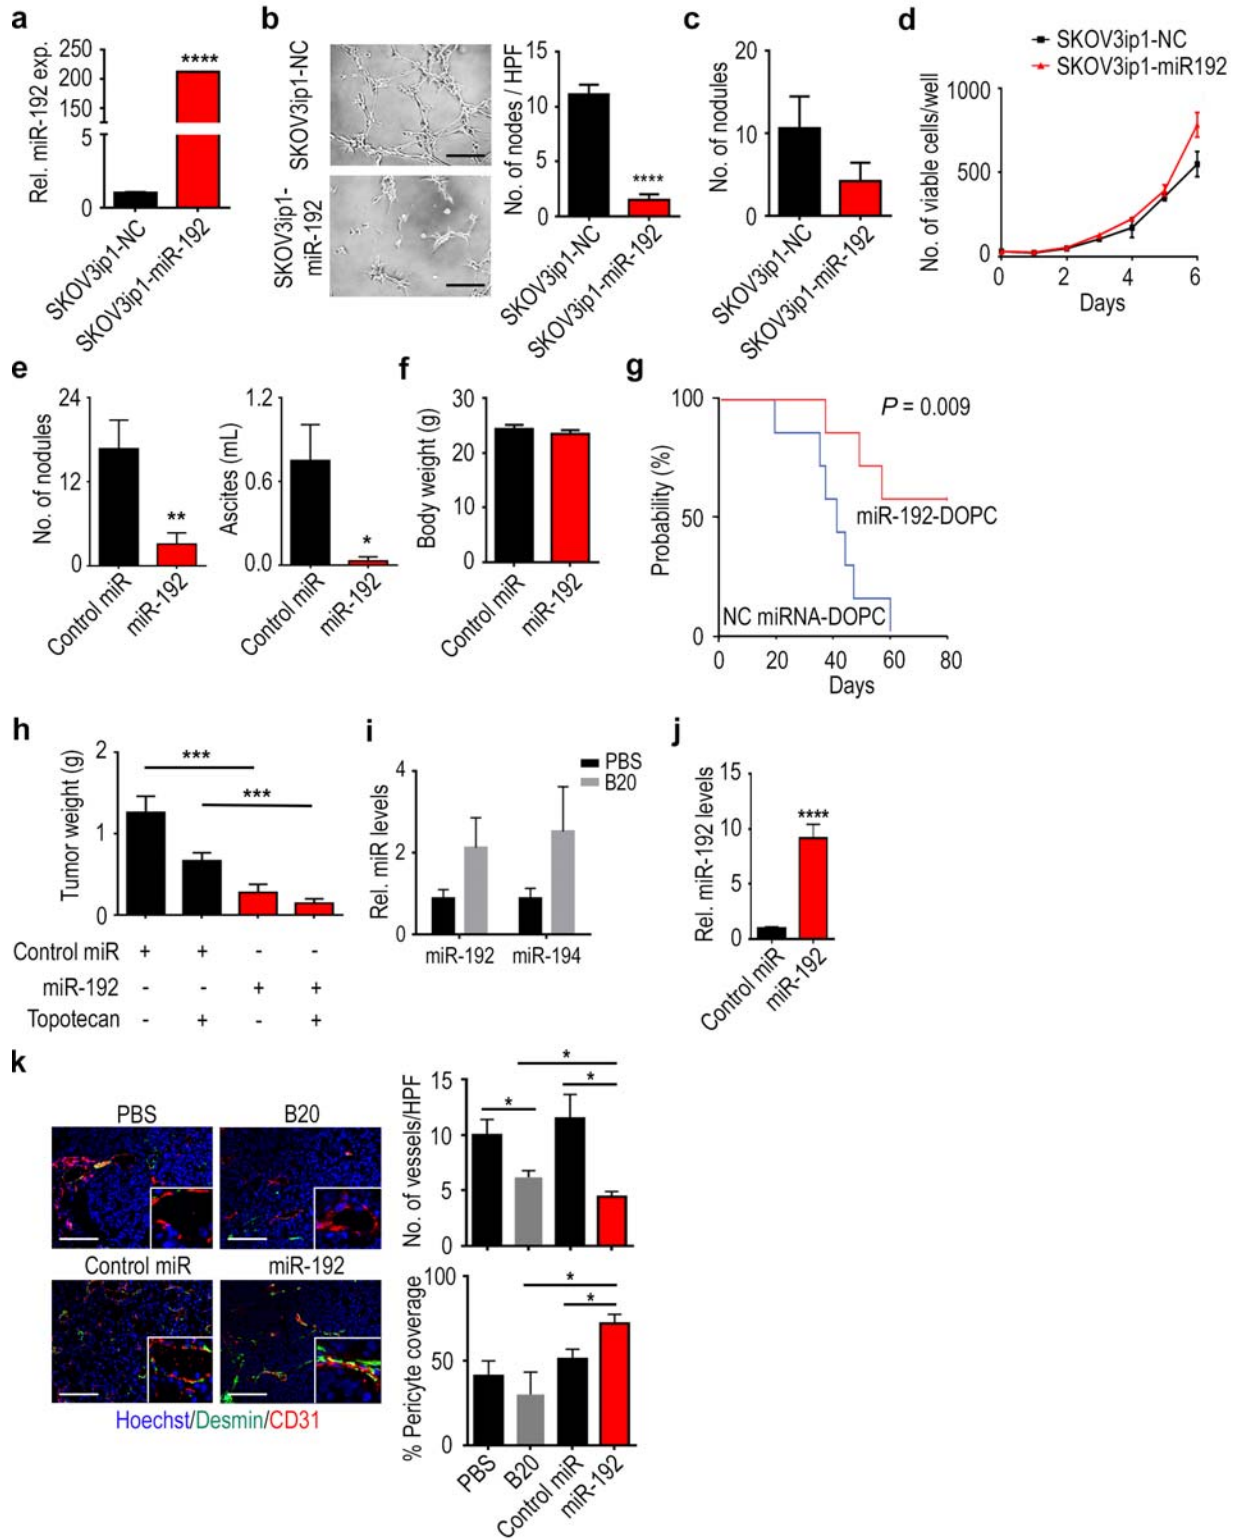 a
Rel. miR-192 exp.
250
200
150
5
0
****
SKOV3ip1-NC
SKOV3ip1-miR-192
b
SKOV3ip1-NC
SKOV3ip1-
miR-192
No. of nodes / HPF
15
10
5
0
****
SKOV3ip1-NC
SKOV3ip1-miR-192
c
No. of nodules
20
10
0
SKOV3ip1-NC
SKOV3ip1-miR-192
d
SKOV3ip1-NC
SKOV3ip1-miR192
No. of viable cells/well
1000
500
0
0 2 4 6
Days
e
No. of nodules
24
12
0
**
Control miR
miR-192
Ascites (mL)
1.2
0.6
0.0
*
Control miR
miR-192
f
Body weight (g)
30
20
10
0
Control miR
miR-192
g
Probability (%)
100
50
0
P = 0.009
miR-192-DOPC
NC miRNA-DOPC
0 20 40 60 80
Days
h
Tumor weight (g)
2
1
0
***
***
Control miR + + - -
miR-192 - - + +
Topotecan - + - +
i
Rel. miR levels
4
2
0
PBS
B20
miR-192 miR-194
j
Rel. miR-192 levels
15
10
5
0
****
Control miR
miR-192
k
PBS B20
Control miR miR-192
Hoechst/Desmin/CD31
No. of vessels/HPF
15
10
5
0
*
*
*
% Pericyte coverage
100
50
0
*
*
PBS
B20
Control miR
miR-192